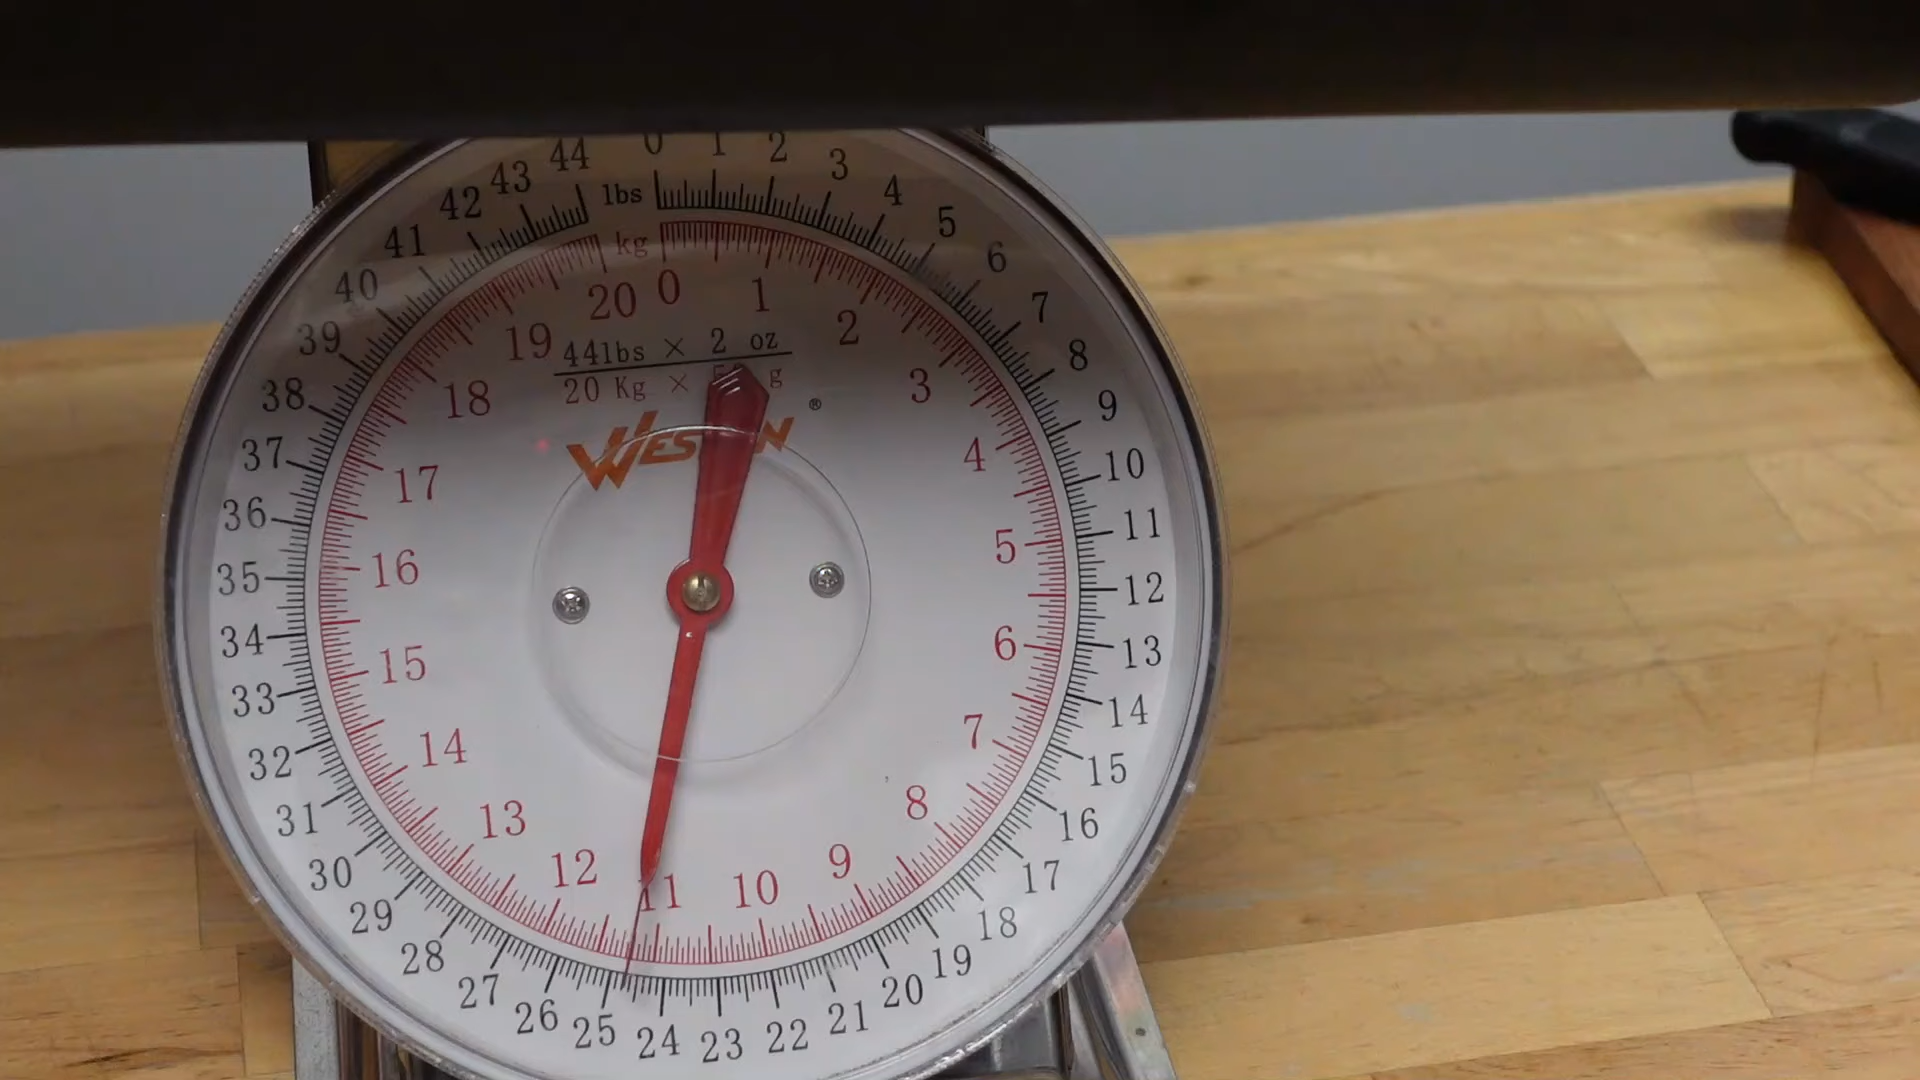 0 1 2 3 4 5 6 7 8 9 10 11 12 13 14 15 16 17 18 19 20 21 22 23 24 25 26 27 28 29 30 31 32 33 34 35 36 37 38 39 40 41 42 43 44
lbs
kg
0 1 2 3 4 5 6 7 8 9 10 11 12 13 14 15 16 17 18 19 20
44lbs × 2 oz
20 Kg × g
®